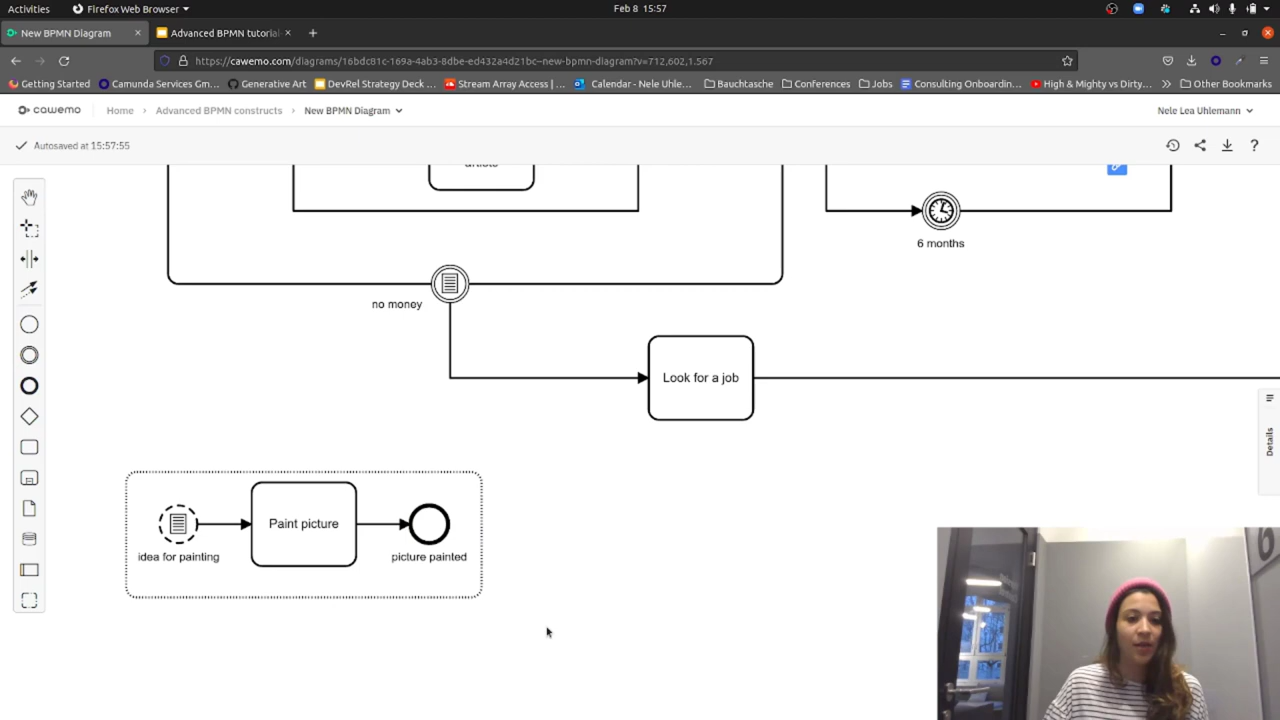 Activities
Firefox Web Browser
Feb 8 15:57
New BPMN Diagram
Advanced BPMN tutorial
https://cawemo.com/diagrams/16bdc81c-169a-4ab3-8dbe-ed432a4d21bc--new-bpmn-diagram?v=712,602,1.567
Getting Started
Camunda Services Gm...
Generative Art
DevRel Strategy Deck ...
Stream Array Access | ...
Calendar - Nele Uhle...
Bauchtasche
Conferences
Jobs
Consulting Onboardin...
High & Mighty vs Dirty...
Other Bookmarks
cawemo
Home
Advanced BPMN constructs
New BPMN Diagram
Nele Lea Uhlemann
Autosaved at 15:57:55
artists
6 months
no money
Look for a job
Details
Paint picture
idea for painting
picture painted